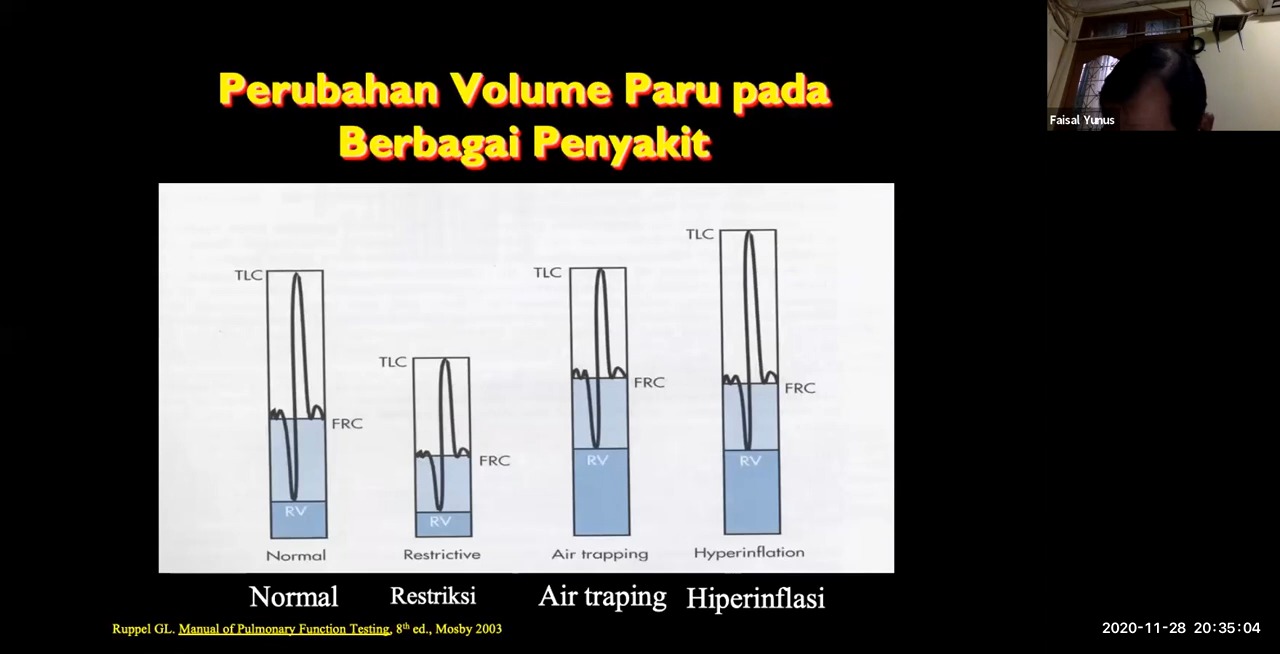 Perubahan Volume Paru pada
Berbagai Penyakit
Faisal Yunus
TLC
FRC
RV
Normal
TLC
FRC
RV
Restrictive
TLC
FRC
RV
Air trapping
TLC
FRC
RV
Hyperinflation
Normal
Restriksi
Air traping
Hiperinflasi
Ruppel GL. Manual of Pulmonary Function Testing, 8th ed., Mosby 2003
2020-11-28 20:35:04